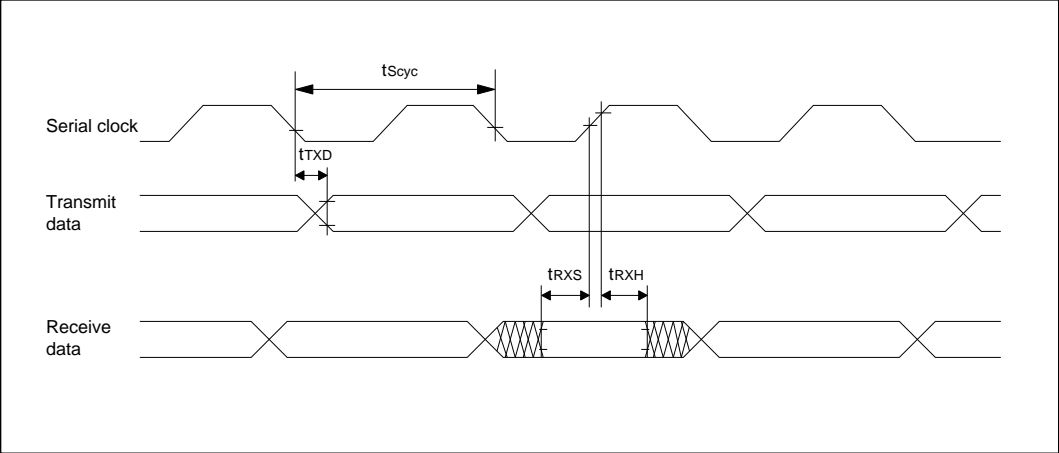 tScyc
Serial clock
tTXD
Transmit
data
tRXS
tRXH
Receive
data